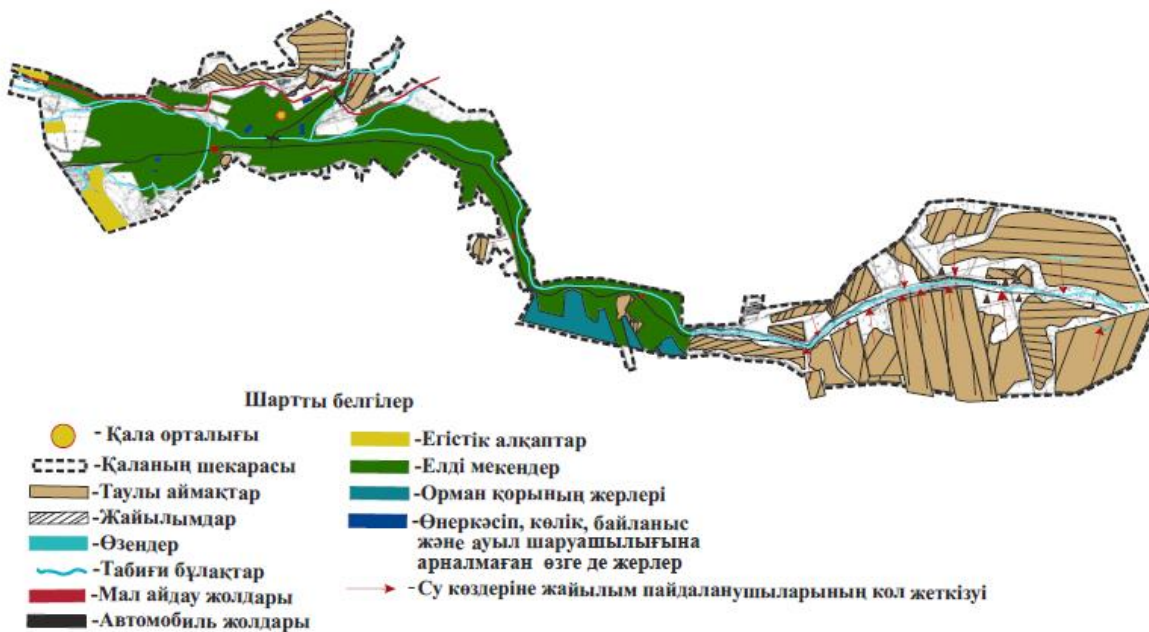 Шартты белгілер
- Қала орталығы
-Қаланың шекарасы
-Таулы аймақтар
-Жайылымдар
-Өзендер
-Табиғи бұлақтар
-Мал айдау жолдары
-Автомобиль жолдары
-Егістік алқаптар
-Елді мекендер
-Орман қорының жерлері
-Өнеркәсіп, көлік, байланыс
және ауыл шаруашылығына
арналмаған өзге де жерлер
- Су көздеріне жайылым пайдаланушыларының кол жеткізуі